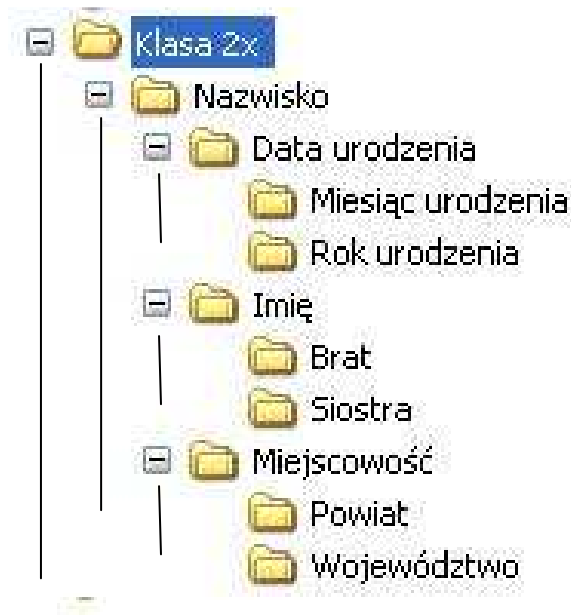 Klasa 2x
Nazwisko
Data urodzenia
Miesiąc urodzenia
Rok urodzenia
Imię
Brat
Siostra
Miejscowość
Powiat
Województwo